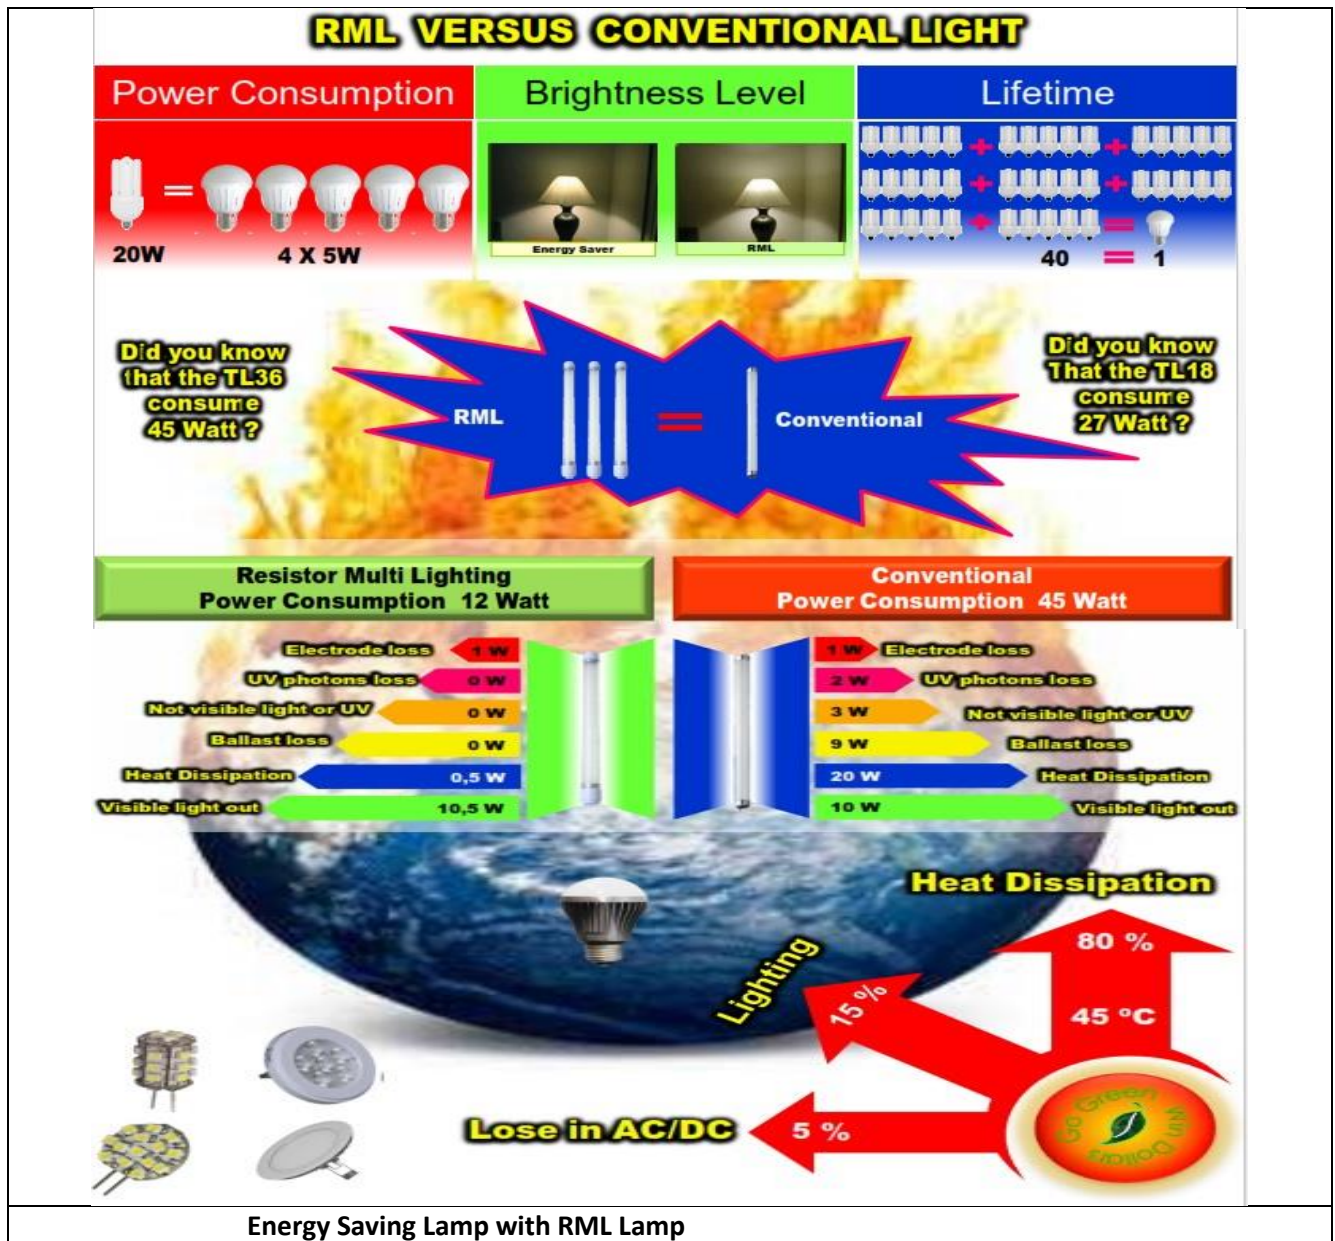 RML VERSUS CONVENTIONAL LIGHT
Power Consumption
Brightness Level
Lifetime
20W
=
4 X 5W
Energy Saver
RML
+ +
+ +
+ =
40 = 1
Did you know
that the TL36
consume
45 Watt ?
RML
=
Conventional
Did you know
That the TL18
consume
27 Watt ?
Resistor Multi Lighting
Power Consumption 12 Watt
Conventional
Power Consumption 45 Watt
Electrode loss 1 W
UV photons loss 0 W
Not visible light or UV 0 W
Ballast loss 0 W
Heat Dissipation 0,5 W
Visible light out 10,5 W
1 W Electrode loss
2 W UV photons loss
3 W Not visible light or UV
9 W Ballast loss
20 W Heat Dissipation
10 W Visible light out
Heat Dissipation
80 %
45 ºC
Lighting
15 %
Lose in AC/DC
5 %
Go Green
Win Dollars
Energy Saving Lamp with RML Lamp